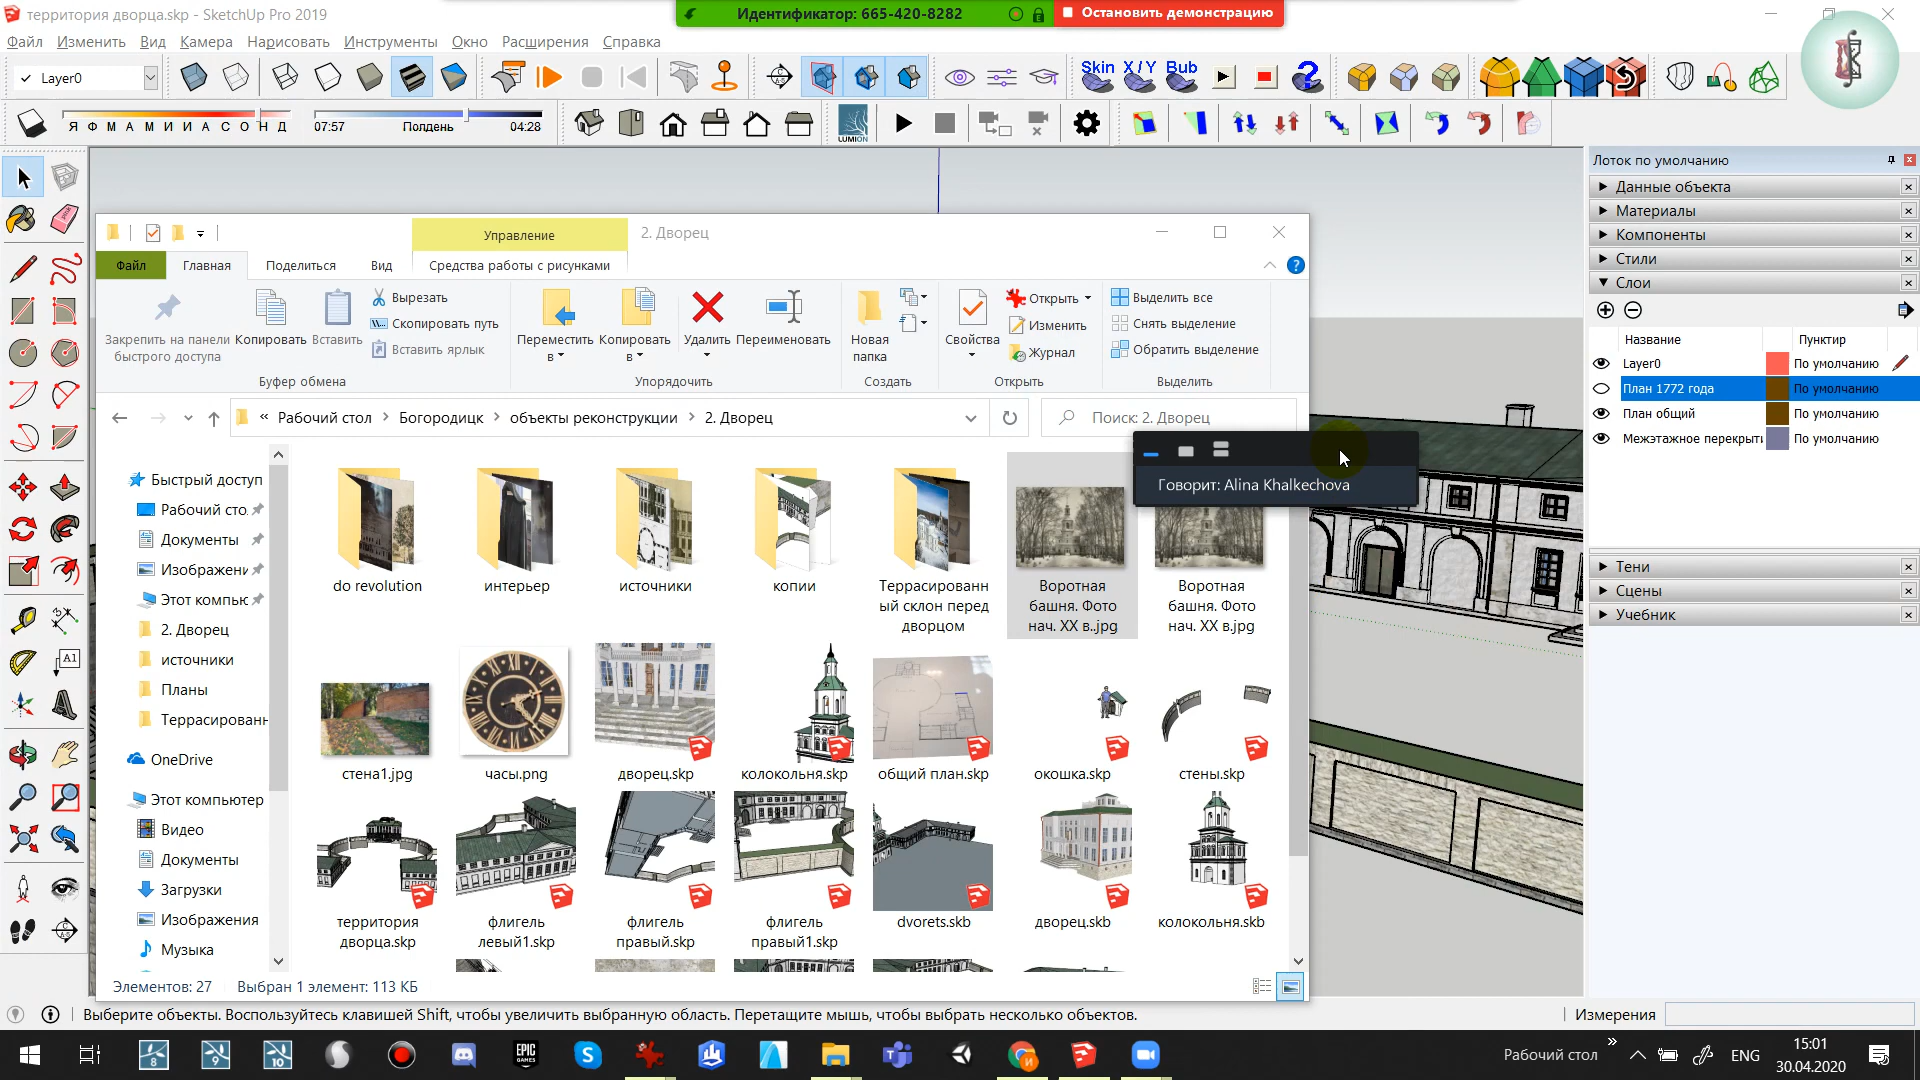 территория дворца.skp - SketchUp Pro 2019
Идентификатор: 665-420-8282
Остановить демонстрацию
Файл Изменить Вид Камера Нарисовать Инструменты Окно Расширения Справка
Layer0
Skin X/Y Bub
Я Ф М А М И И А С О Н Д
07:57 Полдень 04:28
LUMION
Управление
2. Дворец
Файл Главная Поделиться Вид Средства работы с рисунками
Закрепить на панели быстрого доступа
Копировать
Вставить
Вырезать
Скопировать путь
Вставить ярлык
Буфер обмена
Переместить в
Копировать в
Удалить
Переименовать
Упорядочить
Новая папка
Создать
Свойства
Открыть
Изменить
Журнал
Открыть
Выделить все
Снять выделение
Обратить выделение
Выделить
« Рабочий стол › Богородицк › объекты реконструкции › 2. Дворец
Поиск: 2. Дворец
Говорит: Alina Khalkechova
Быстрый доступ
Рабочий сто.
Документы
Изображени
Этот компьк
2. Дворец
источники
Планы
Террасированн
OneDrive
Этот компьютер
Видео
Документы
Загрузки
Изображения
Музыка
do revolution
интерьер
источники
копии
Террасированн
ый склон перед
дворцом
Воротная
башня. Фото
нач. XX в..jpg
Воротная
башня. Фото
нач. XX в.jpg
стена1.jpg
часы.png
дворец.skp
колокольня.skp
общий план.skp
окошка.skp
стены.skp
территория
дворца.skp
флигель
левый1.skp
флигель
правый.skp
флигель
правый1.skp
dvorets.skb
дворец.skb
колокольня.skb
Элементов: 27 Выбран 1 элемент: 113 КБ
Лоток по умолчанию
Данные объекта
Материалы
Компоненты
Стили
Слои
Название Пунктир
Layer0 По умолчанию
План 1772 года По умолчанию
План общий По умолчанию
Межэтажное перекрыти По умолчанию
Тени
Сцены
Учебник
Выберите объекты. Воспользуйтесь клавишей Shift, чтобы увеличить выбранную область. Перетащите мышь, чтобы выбрать несколько объектов.
Измерения
8
9
10
EPIC GAMES
Рабочий стол
ENG
15:01
30.04.2020